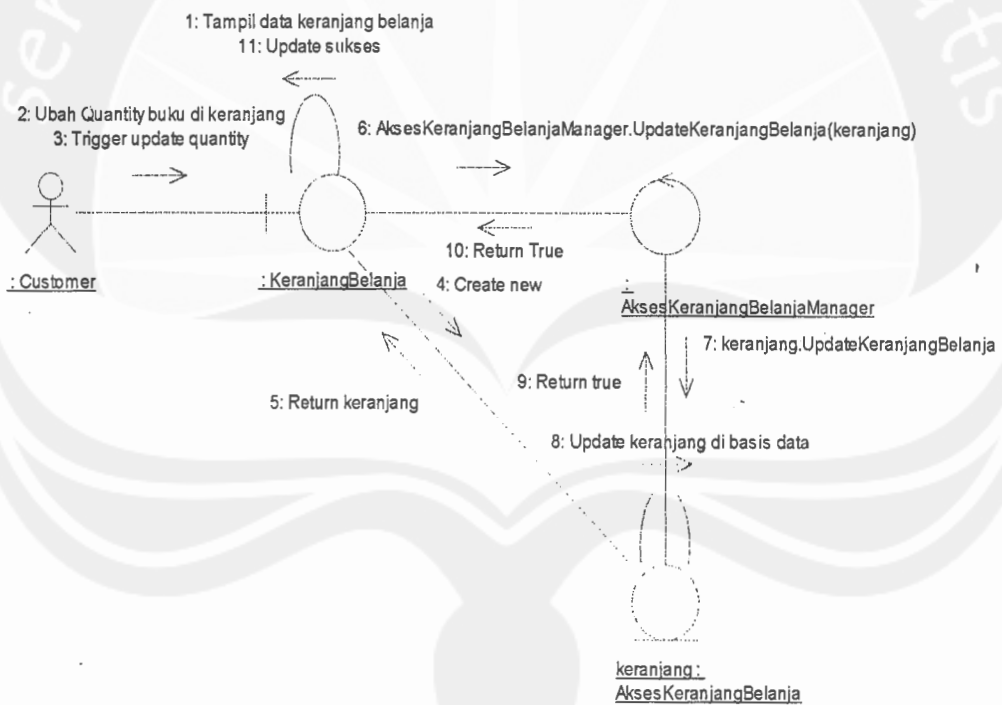 1: Tampil data keranjang belanja
11: Update sukses
2: Ubah Quantity buku di keranjang
3: Trigger update quantity
6: AksesKeranjangBelanjaManager.UpdateKeranjangBelanja(keranjang)
10: Return True
: Customer
: KeranjangBelanja
4: Create new
:
AksesKeranjangBelanjaManager
7: keranjang.UpdateKeranjangBelanja
9: Return true
5: Return keranjang
8: Update keranjang di basis data
keranjang :
AksesKeranjangBelanja